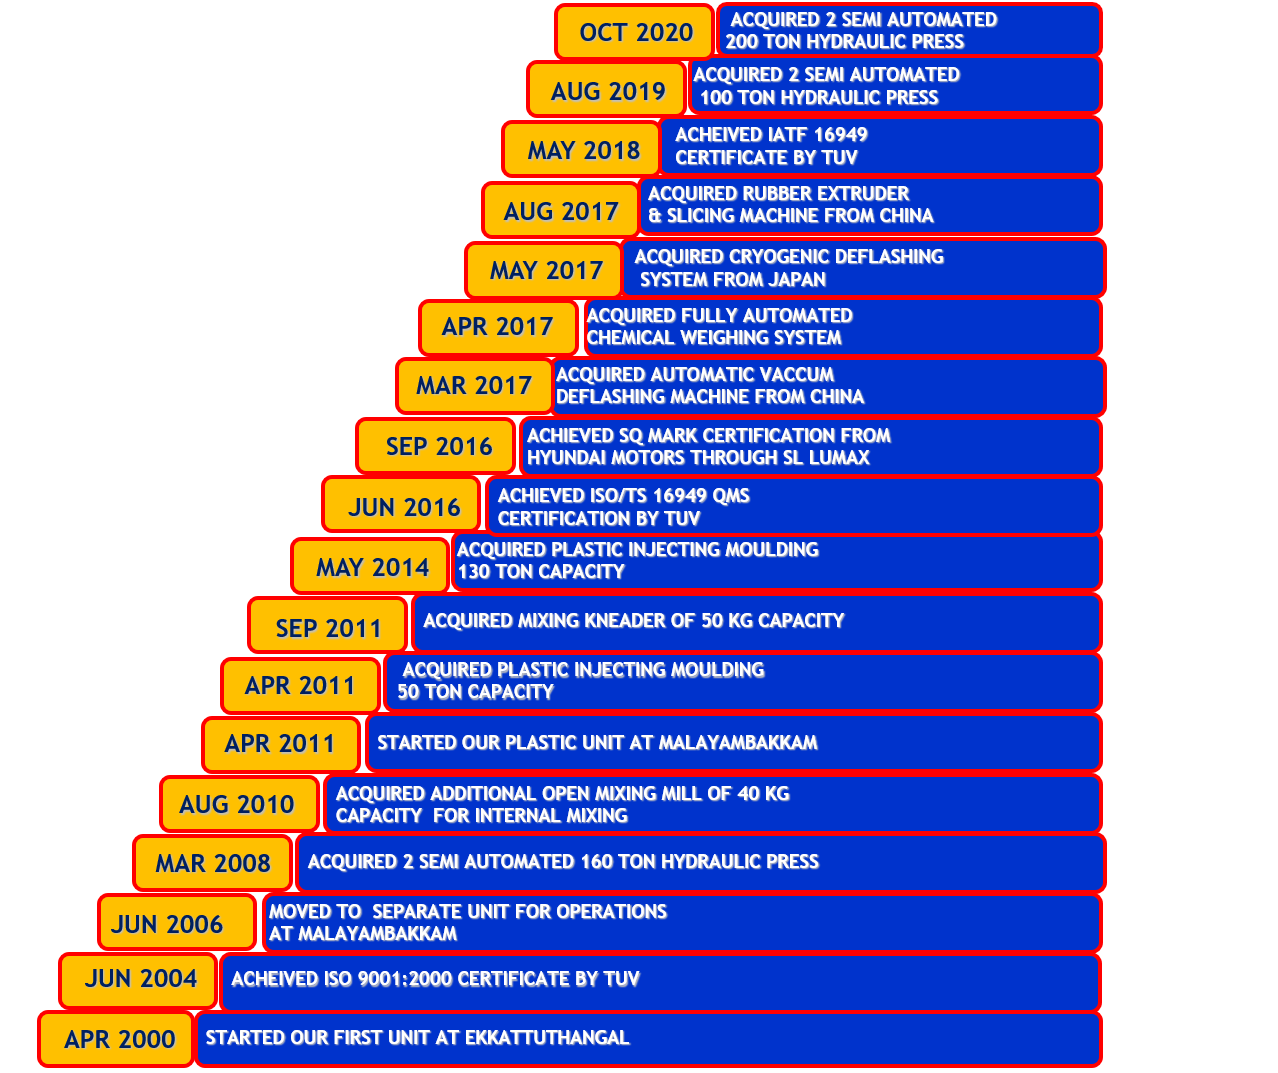 OCT 2020
ACQUIRED 2 SEMI AUTOMATED
200 TON HYDRAULIC PRESS
AUG 2019
ACQUIRED 2 SEMI AUTOMATED
100 TON HYDRAULIC PRESS
MAY 2018
ACHEIVED IATF 16949
CERTIFICATE BY TUV
AUG 2017
ACQUIRED RUBBER EXTRUDER
& SLICING MACHINE FROM CHINA
MAY 2017
ACQUIRED CRYOGENIC DEFLASHING
SYSTEM FROM JAPAN
APR 2017
ACQUIRED FULLY AUTOMATED
CHEMICAL WEIGHING SYSTEM
MAR 2017
ACQUIRED AUTOMATIC VACCUM
DEFLASHING MACHINE FROM CHINA
SEP 2016
ACHIEVED SQ MARK CERTIFICATION FROM
HYUNDAI MOTORS THROUGH SL LUMAX
JUN 2016
ACHIEVED ISO/TS 16949 QMS
CERTIFICATION BY TUV
MAY 2014
ACQUIRED PLASTIC INJECTING MOULDING
130 TON CAPACITY
SEP 2011
ACQUIRED MIXING KNEADER OF 50 KG CAPACITY
APR 2011
ACQUIRED PLASTIC INJECTING MOULDING
50 TON CAPACITY
APR 2011
STARTED OUR PLASTIC UNIT AT MALAYAMBAKKAM
AUG 2010
ACQUIRED ADDITIONAL OPEN MIXING MILL OF 40 KG
CAPACITY FOR INTERNAL MIXING
MAR 2008
ACQUIRED 2 SEMI AUTOMATED 160 TON HYDRAULIC PRESS
JUN 2006
MOVED TO SEPARATE UNIT FOR OPERATIONS
AT MALAYAMBAKKAM
JUN 2004
ACHEIVED ISO 9001:2000 CERTIFICATE BY TUV
APR 2000
STARTED OUR FIRST UNIT AT EKKATTUTHANGAL